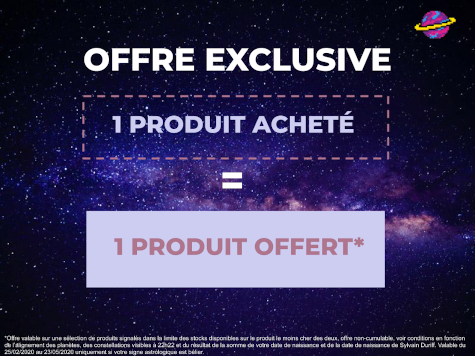 OFFRE EXCLUSIVE
1 PRODUIT ACHETÉ
=
1 PRODUIT OFFERT*
*Offre valable sur une sélection de produits signalés dans la limite des stocks disponibles sur le produit le moins cher des deux, offre non-cumulable, voir conditions en fonction
de l'alignement des planètes, des constellations visibles à 22h22 et du résultat de la somme de votre date de naissance et de la date de naissance de Sylvain Duriff. Valable du
25/02/2020 au 23/05/2020 uniquement si votre signe astrologique est bélier.